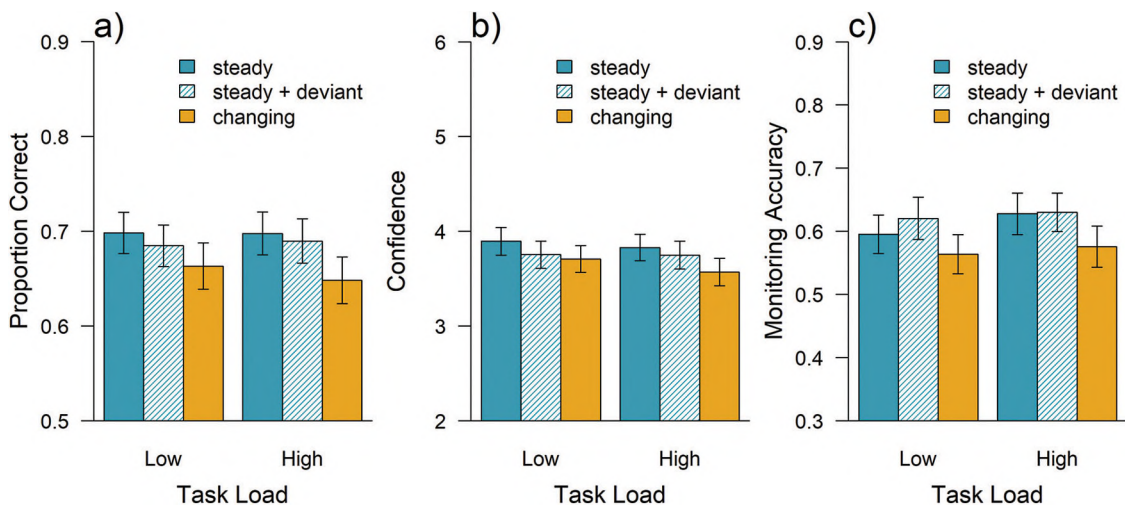 a)
0.9
0.8
0.7
0.6
0.5
Proportion Correct
steady
steady + deviant
changing
Low
High
Task Load
b)
6
5
4
3
2
Confidence
steady
steady + deviant
changing
Low
High
Task Load
c)
0.9
0.8
0.7
0.6
0.5
0.4
0.3
Monitoring Accuracy
steady
steady + deviant
changing
Low
High
Task Load